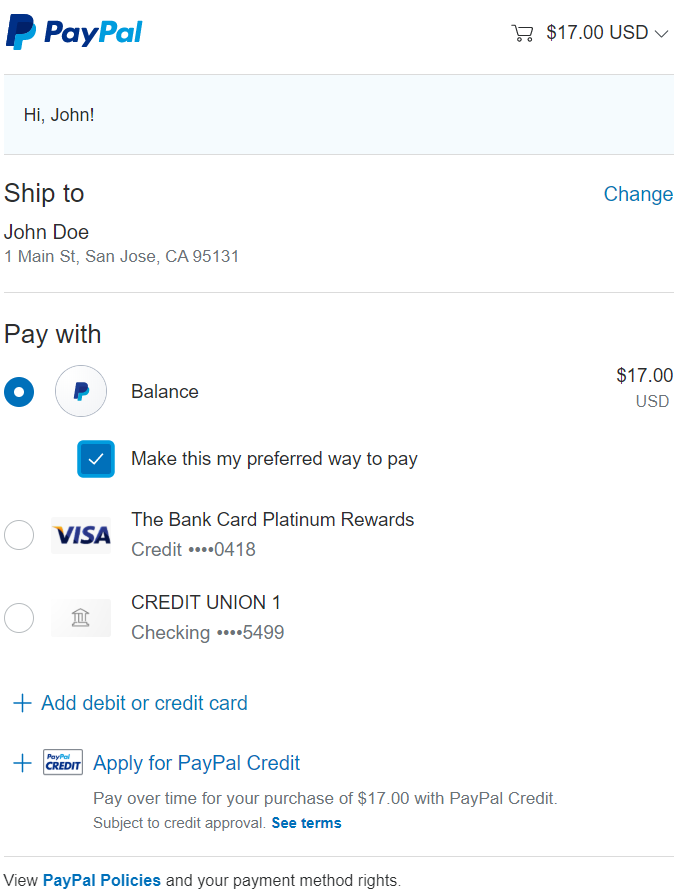 PayPal
$17.00 USD
Hi, John!
Ship to
Change
John Doe
1 Main St, San Jose, CA 95131
Pay with
Balance
$17.00
USD
Make this my preferred way to pay
VISA
The Bank Card Platinum Rewards
Credit ••••0418
CREDIT UNION 1
Checking ••••5499
Add debit or credit card
PayPal
CREDIT
Apply for PayPal Credit
Pay over time for your purchase of $17.00 with PayPal Credit.
Subject to credit approval. See terms
View PayPal Policies and your payment method rights.